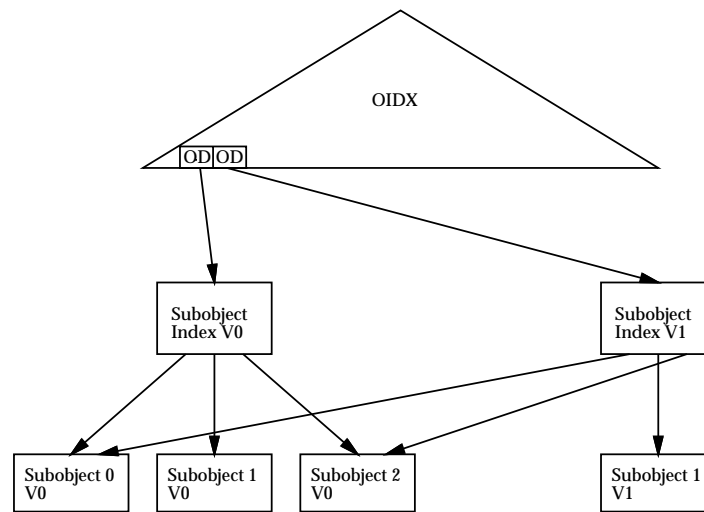 OIDX
OD OD
Subobject
Index V0
Subobject
Index V1
Subobject 0
V0
Subobject 1
V0
Subobject 2
V0
Subobject 1
V1